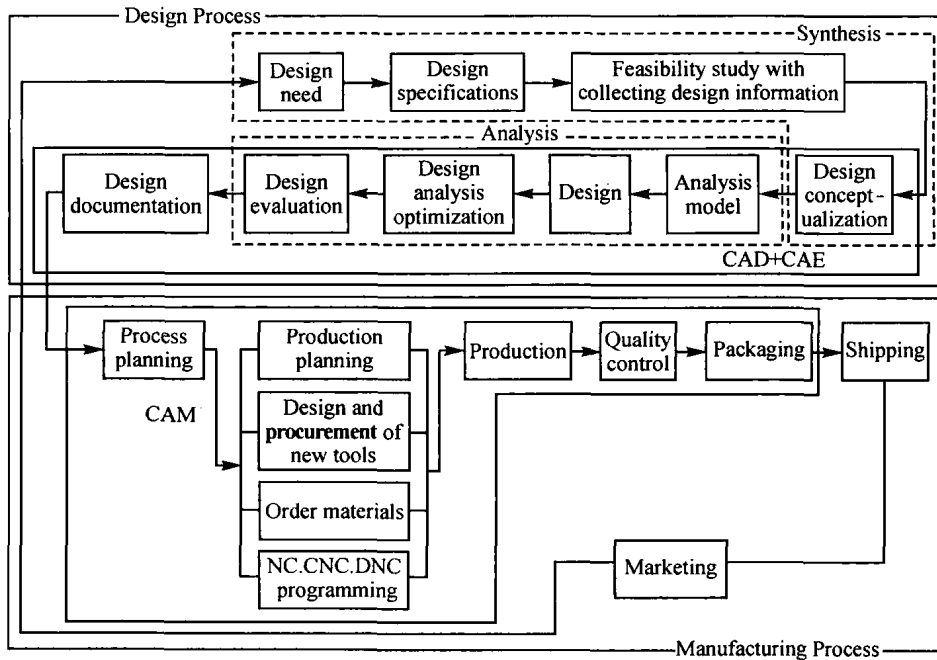 Design Process
Synthesis
Design
need
Design
specifications
Feasibility study with
collecting design information
Analysis
Design
documentation
Design
evaluation
Design
analysis
optimization
Design
Analysis
model
Design
concept-
ualization
CAD+CAE
Process
planning
CAM
Production
planning
Design and
procurement of
new tools
Order materials
NC.CNC.DNC
programming
Production
Quality
control
Packaging
Shipping
Marketing
Manufacturing Process